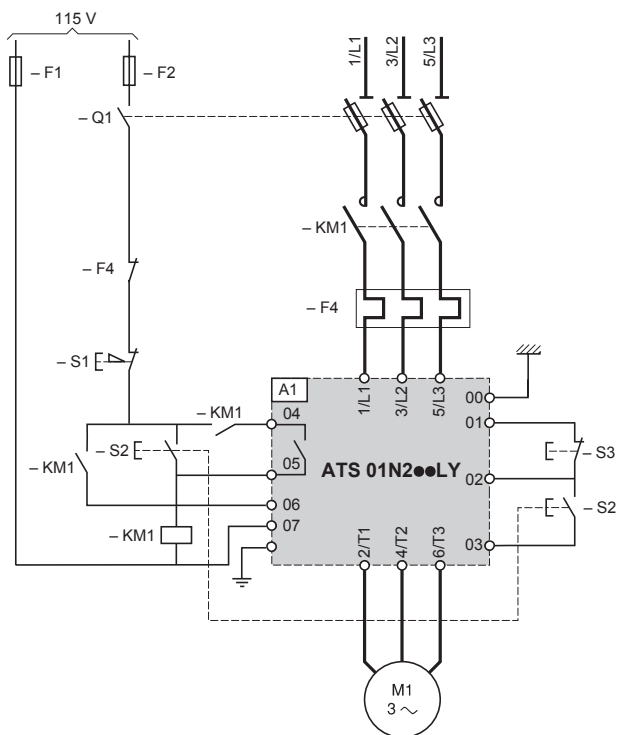 115 V
– F1
– F2
1/L1
3/L2
5/L3
– Q1
– KM1
– F4
– F4
– S1
A1
1/L1
3/L2
5/L3
00
– KM1
04
01
– S2
– S3
– KM1
05
ATS 01N2●●LY
02
06
– S2
07
– KM1
2/T1
4/T2
6/T3
03
M1
3 ~